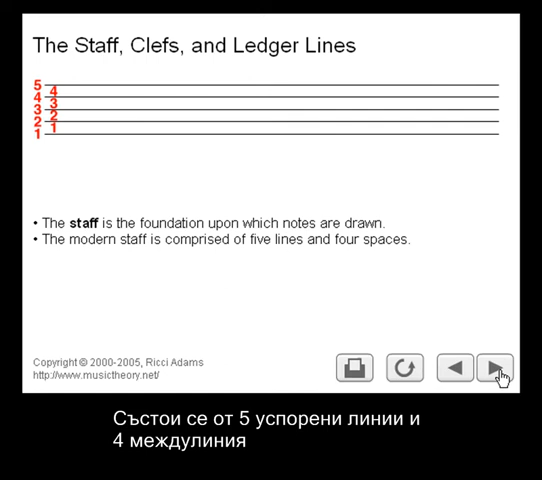 The Staff, Clefs, and Ledger Lines
5
4
4
3
3
2
2
1
1
• The staff is the foundation upon which notes are drawn.
• The modern staff is comprised of five lines and four spaces.
Copyright © 2000-2005, Ricci Adams
http://www.musictheory.net/
Състои се от 5 успорени линии и
4 междулиния